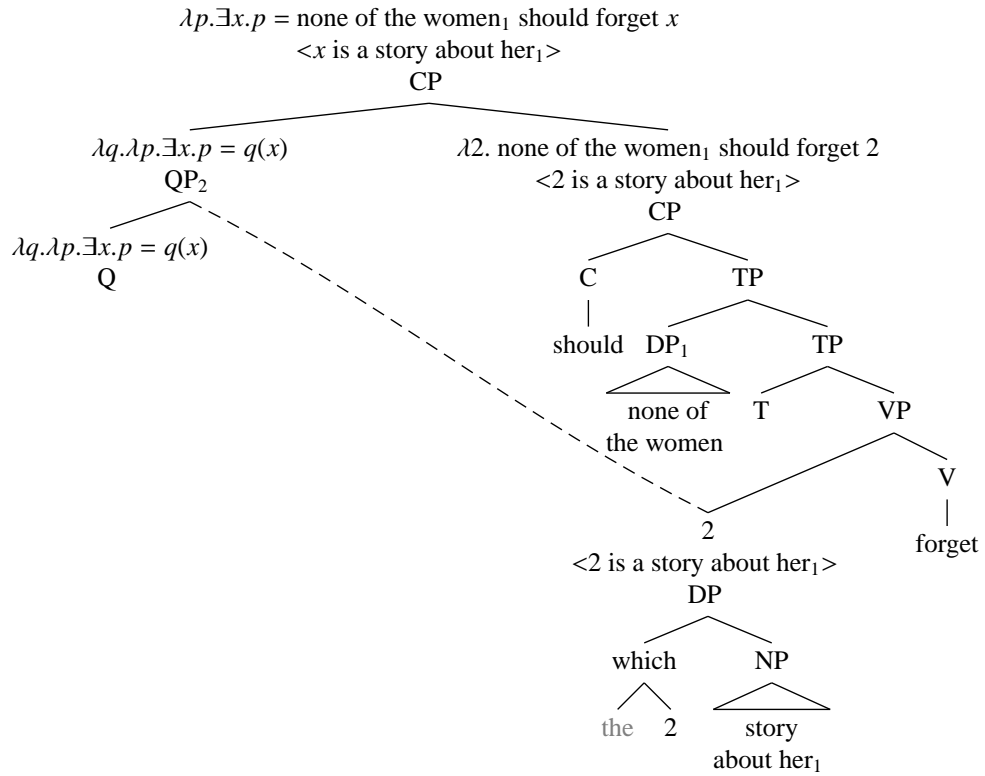 λp.∃x.p = none of the women₁ should forget x
<x is a story about her₁>
CP
λq.λp.∃x.p = q(x)
QP₂
λ2. none of the women₁ should forget 2
<2 is a story about her₁>
CP
λq.λp.∃x.p = q(x)
Q
C
TP
should
DP₁
TP
none of
the women
T
VP
V
forget
2
<2 is a story about her₁>
DP
which
NP
the
2
story
about her₁